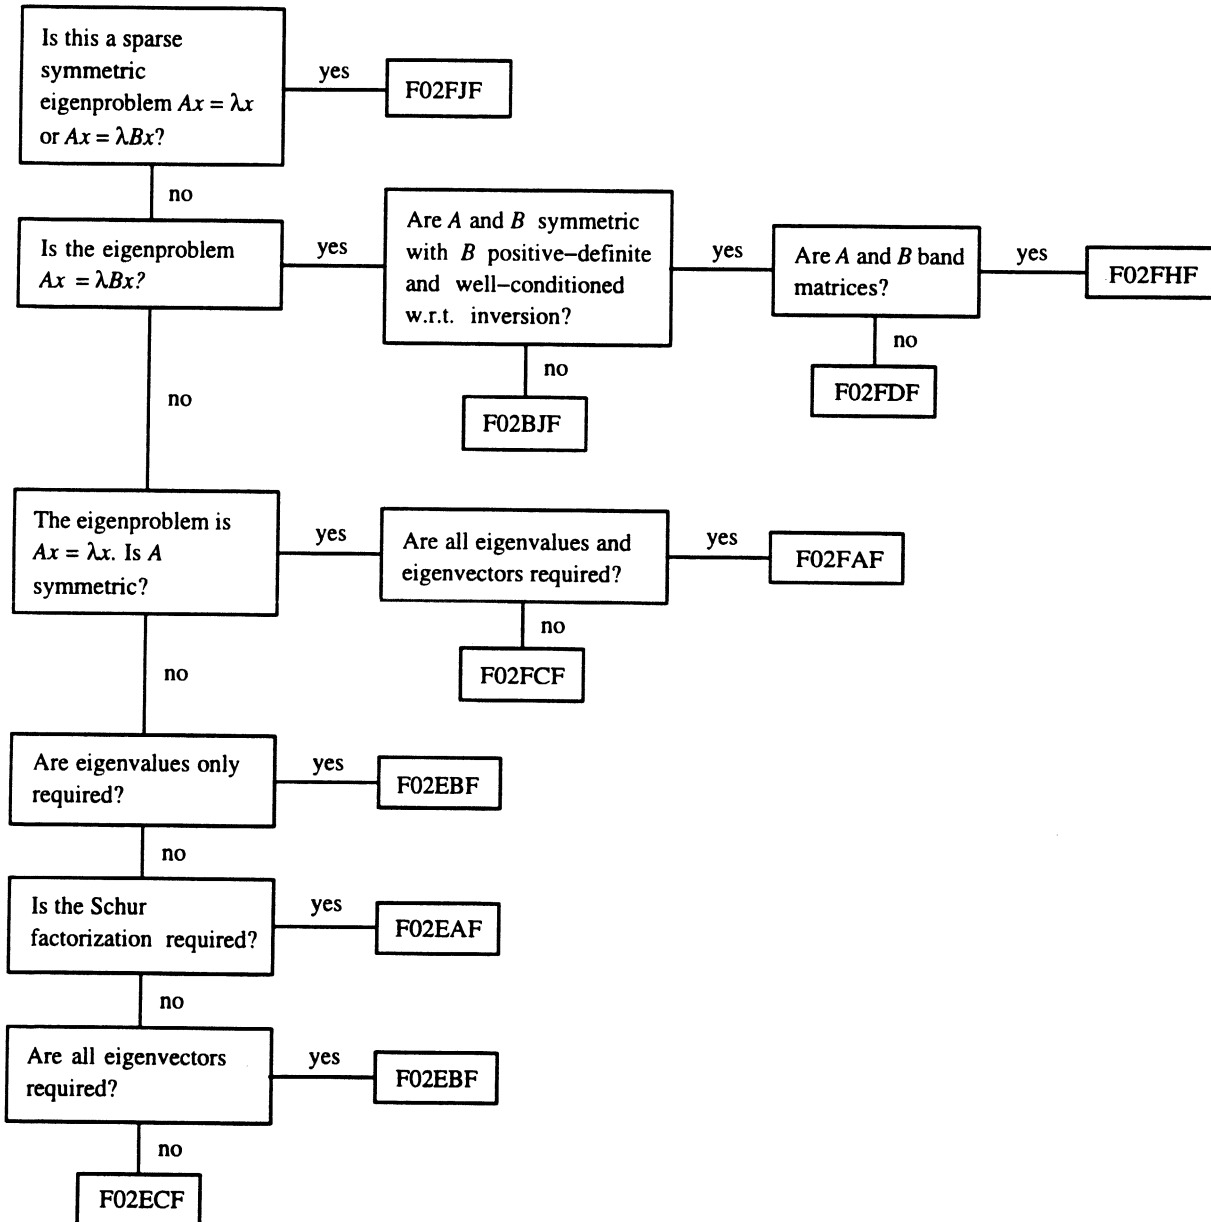 Is this a sparse
symmetric
eigenproblem Ax = λx
or Ax = λBx?
yes
F02FJF
no
Is the eigenproblem
Ax = λBx?
yes
Are A and B symmetric
with B positive–definite
and well–conditioned
w.r.t. inversion?
yes
Are A and B band
matrices?
yes
F02FHF
no
F02FDF
no
F02BJF
no
The eigenproblem is
Ax = λx. Is A
symmetric?
yes
Are all eigenvalues and
eigenvectors required?
yes
F02FAF
no
F02FCF
no
Are eigenvalues only
required?
yes
F02EBF
no
Is the Schur
factorization required?
yes
F02EAF
no
Are all eigenvectors
required?
yes
F02EBF
no
F02ECF